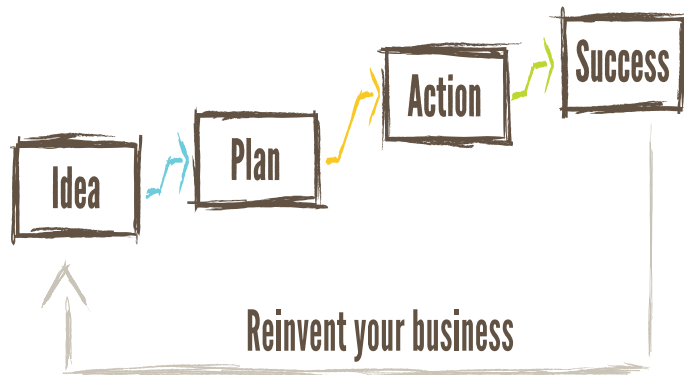 Idea
Plan
Action
Success
Reinvent your business